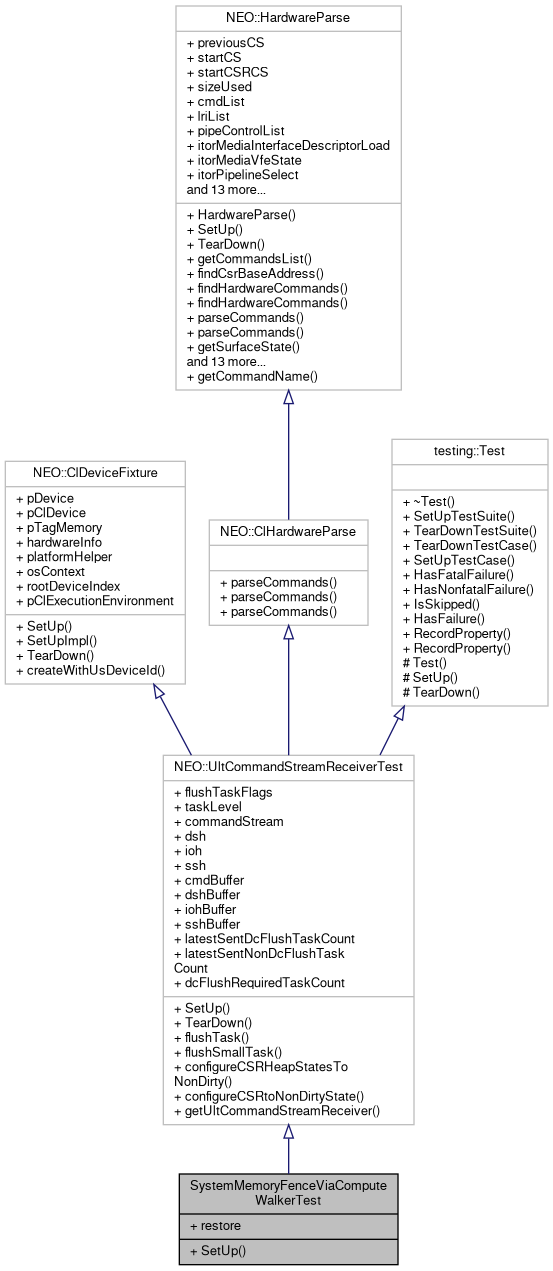 NEO::HardwareParse
+ previousCS
+ startCS
+ startCSRCS
+ sizeUsed
+ cmdList
+ lriList
+ pipeControlList
+ itorMediaInterfaceDescriptorLoad
+ itorMediaVfeState
+ itorPipelineSelect
and 13 more...
+ HardwareParse()
+ SetUp()
+ TearDown()
+ getCommandsList()
+ findCsrBaseAddress()
+ findHardwareCommands()
+ findHardwareCommands()
+ parseCommands()
+ parseCommands()
+ getSurfaceState()
and 13 more...
+ getCommandName()
NEO::ClDeviceFixture
+ pDevice
+ pClDevice
+ pTagMemory
+ hardwareInfo
+ platformHelper
+ osContext
+ rootDeviceIndex
+ pClExecutionEnvironment
+ SetUp()
+ SetUpImpl()
+ TearDown()
+ createWithUsDeviceId()
NEO::ClHardwareParse
+ parseCommands()
+ parseCommands()
+ parseCommands()
testing::Test
+ ~Test()
+ SetUpTestSuite()
+ TearDownTestSuite()
+ TearDownTestCase()
+ SetUpTestCase()
+ HasFatalFailure()
+ HasNonfatalFailure()
+ IsSkipped()
+ HasFailure()
+ RecordProperty()
+ RecordProperty()
# Test()
# SetUp()
# TearDown()
NEO::UltCommandStreamReceiverTest
+ flushTaskFlags
+ taskLevel
+ commandStream
+ dsh
+ ioh
+ ssh
+ cmdBuffer
+ dshBuffer
+ iohBuffer
+ sshBuffer
+ latestSentDcFlushTaskCount
+ latestSentNonDcFlushTask
Count
+ dcFlushRequiredTaskCount
+ SetUp()
+ TearDown()
+ flushTask()
+ flushSmallTask()
+ configureCSRHeapStatesTo
NonDirty()
+ configureCSRtoNonDirtyState()
+ getUltCommandStreamReceiver()
SystemMemoryFenceViaCompute
WalkerTest
+ restore
+ SetUp()